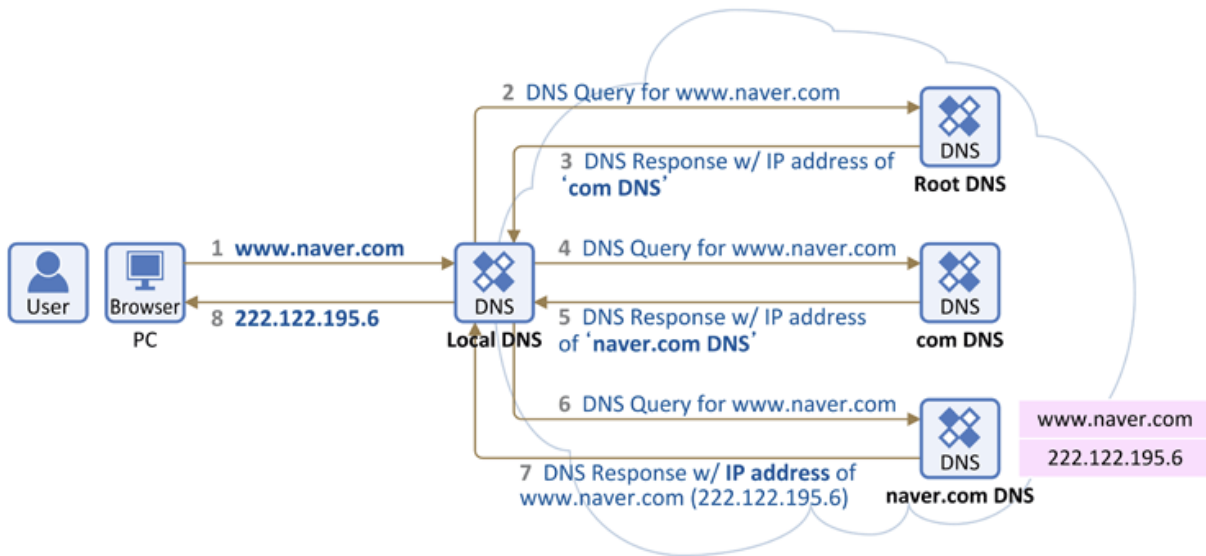 2 DNS Query for www.naver.com
DNS
Root DNS
3 DNS Response w/ IP address of
‘com DNS’
User
Browser
PC
1 www.naver.com
8 222.122.195.6
DNS
Local DNS
4 DNS Query for www.naver.com
5 DNS Response w/ IP address
of ‘naver.com DNS’
DNS
com DNS
6 DNS Query for www.naver.com
7 DNS Response w/ IP address of
www.naver.com (222.122.195.6)
DNS
naver.com DNS
www.naver.com
222.122.195.6